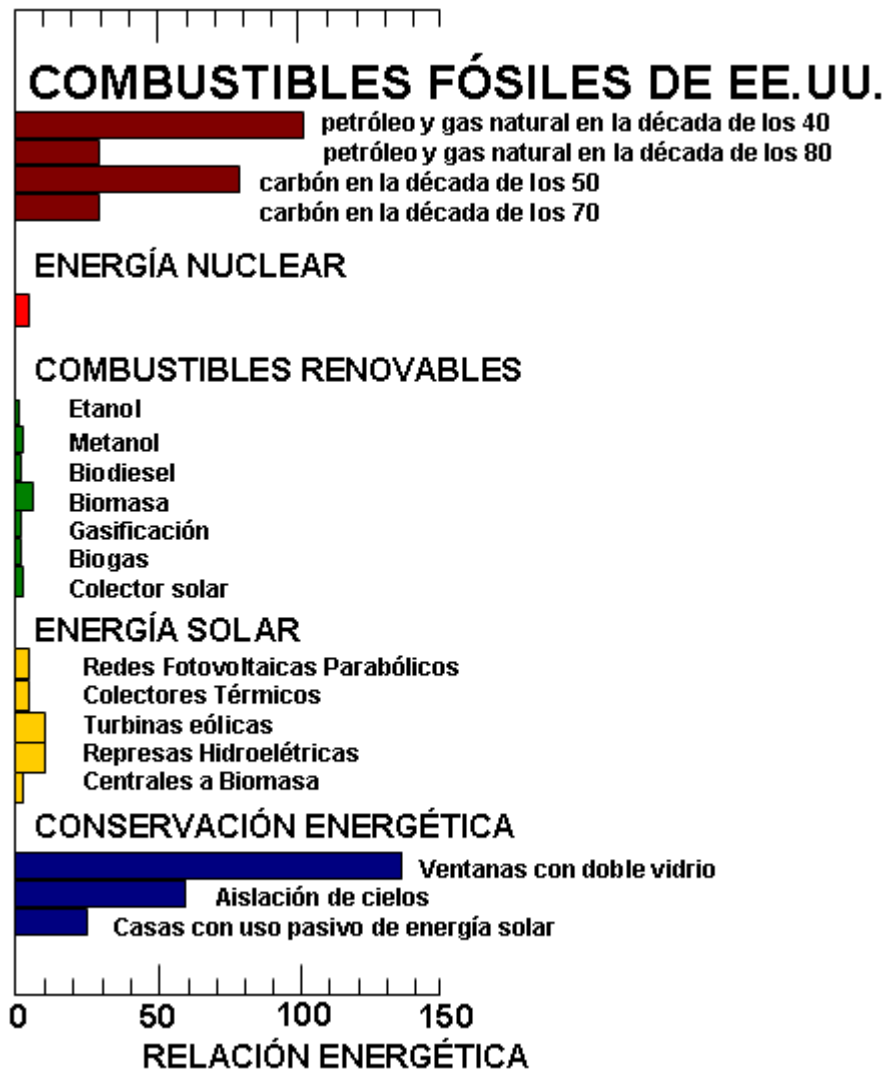 COMBUSTIBLES FÓSILES DE EE.UU.
petróleo y gas natural en la década de los 40
petróleo y gas natural en la década de los 80
carbón en la década de los 50
carbón en la década de los 70
ENERGÍA NUCLEAR
COMBUSTIBLES RENOVABLES
Etanol
Metanol
Biodiesel
Biomasa
Gasificación
Biogas
Colector solar
ENERGÍA SOLAR
Redes Fotovoltaicas Parabólicos
Colectores Térmicos
Turbinas eólicas
Represas Hidroelétricas
Centrales a Biomasa
CONSERVACIÓN ENERGÉTICA
Ventanas con doble vidrio
Aislación de cielos
Casas con uso pasivo de energía solar
0 50 100 150
RELACIÓN ENERGÉTICA